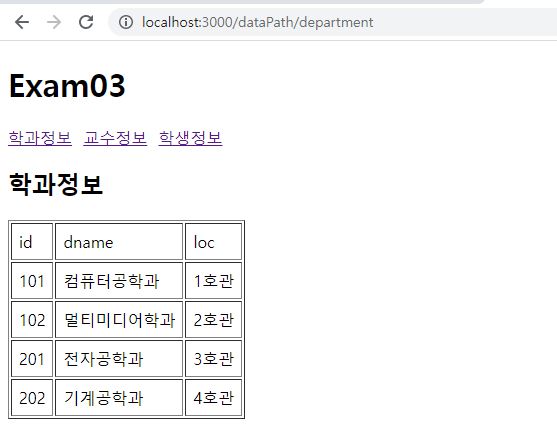 localhost:3000/dataPath/department
Exam03
학과정보 교수정보 학생정보
학과정보
id dname loc
101 컴퓨터공학과 1호관
102 멀티미디어학과 2호관
201 전자공학과 3호관
202 기계공학과 4호관